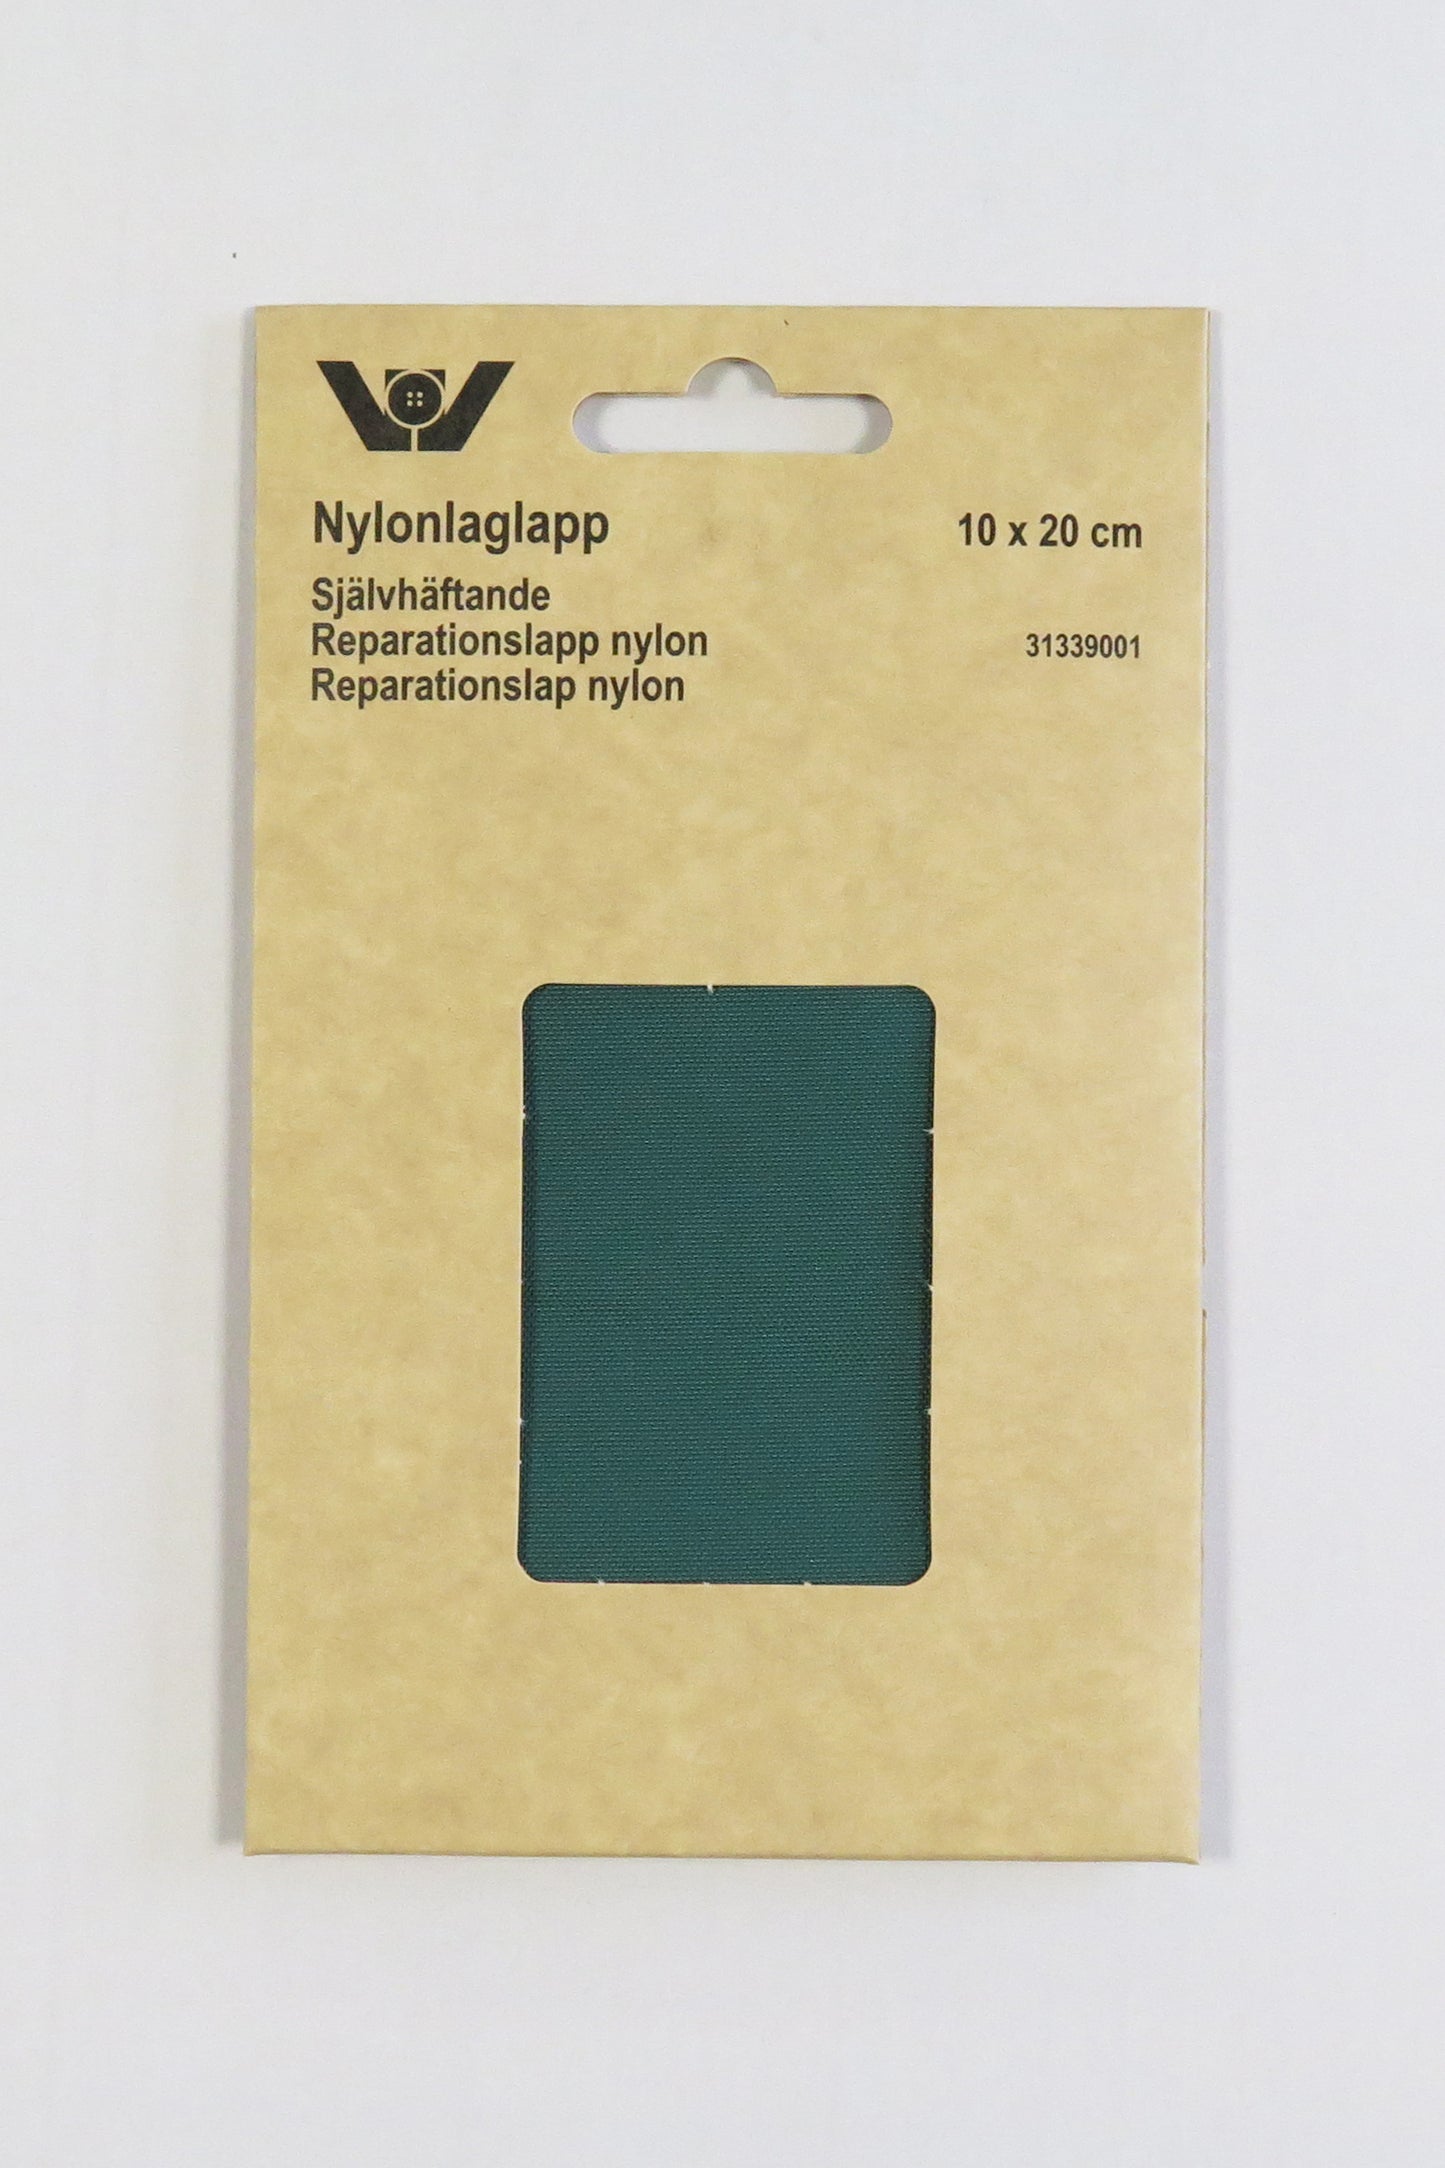 Nylonlaglapp
10 x 20 cm
Självhäftande
Reparationslapp nylon
31339001
Reparationslap nylon